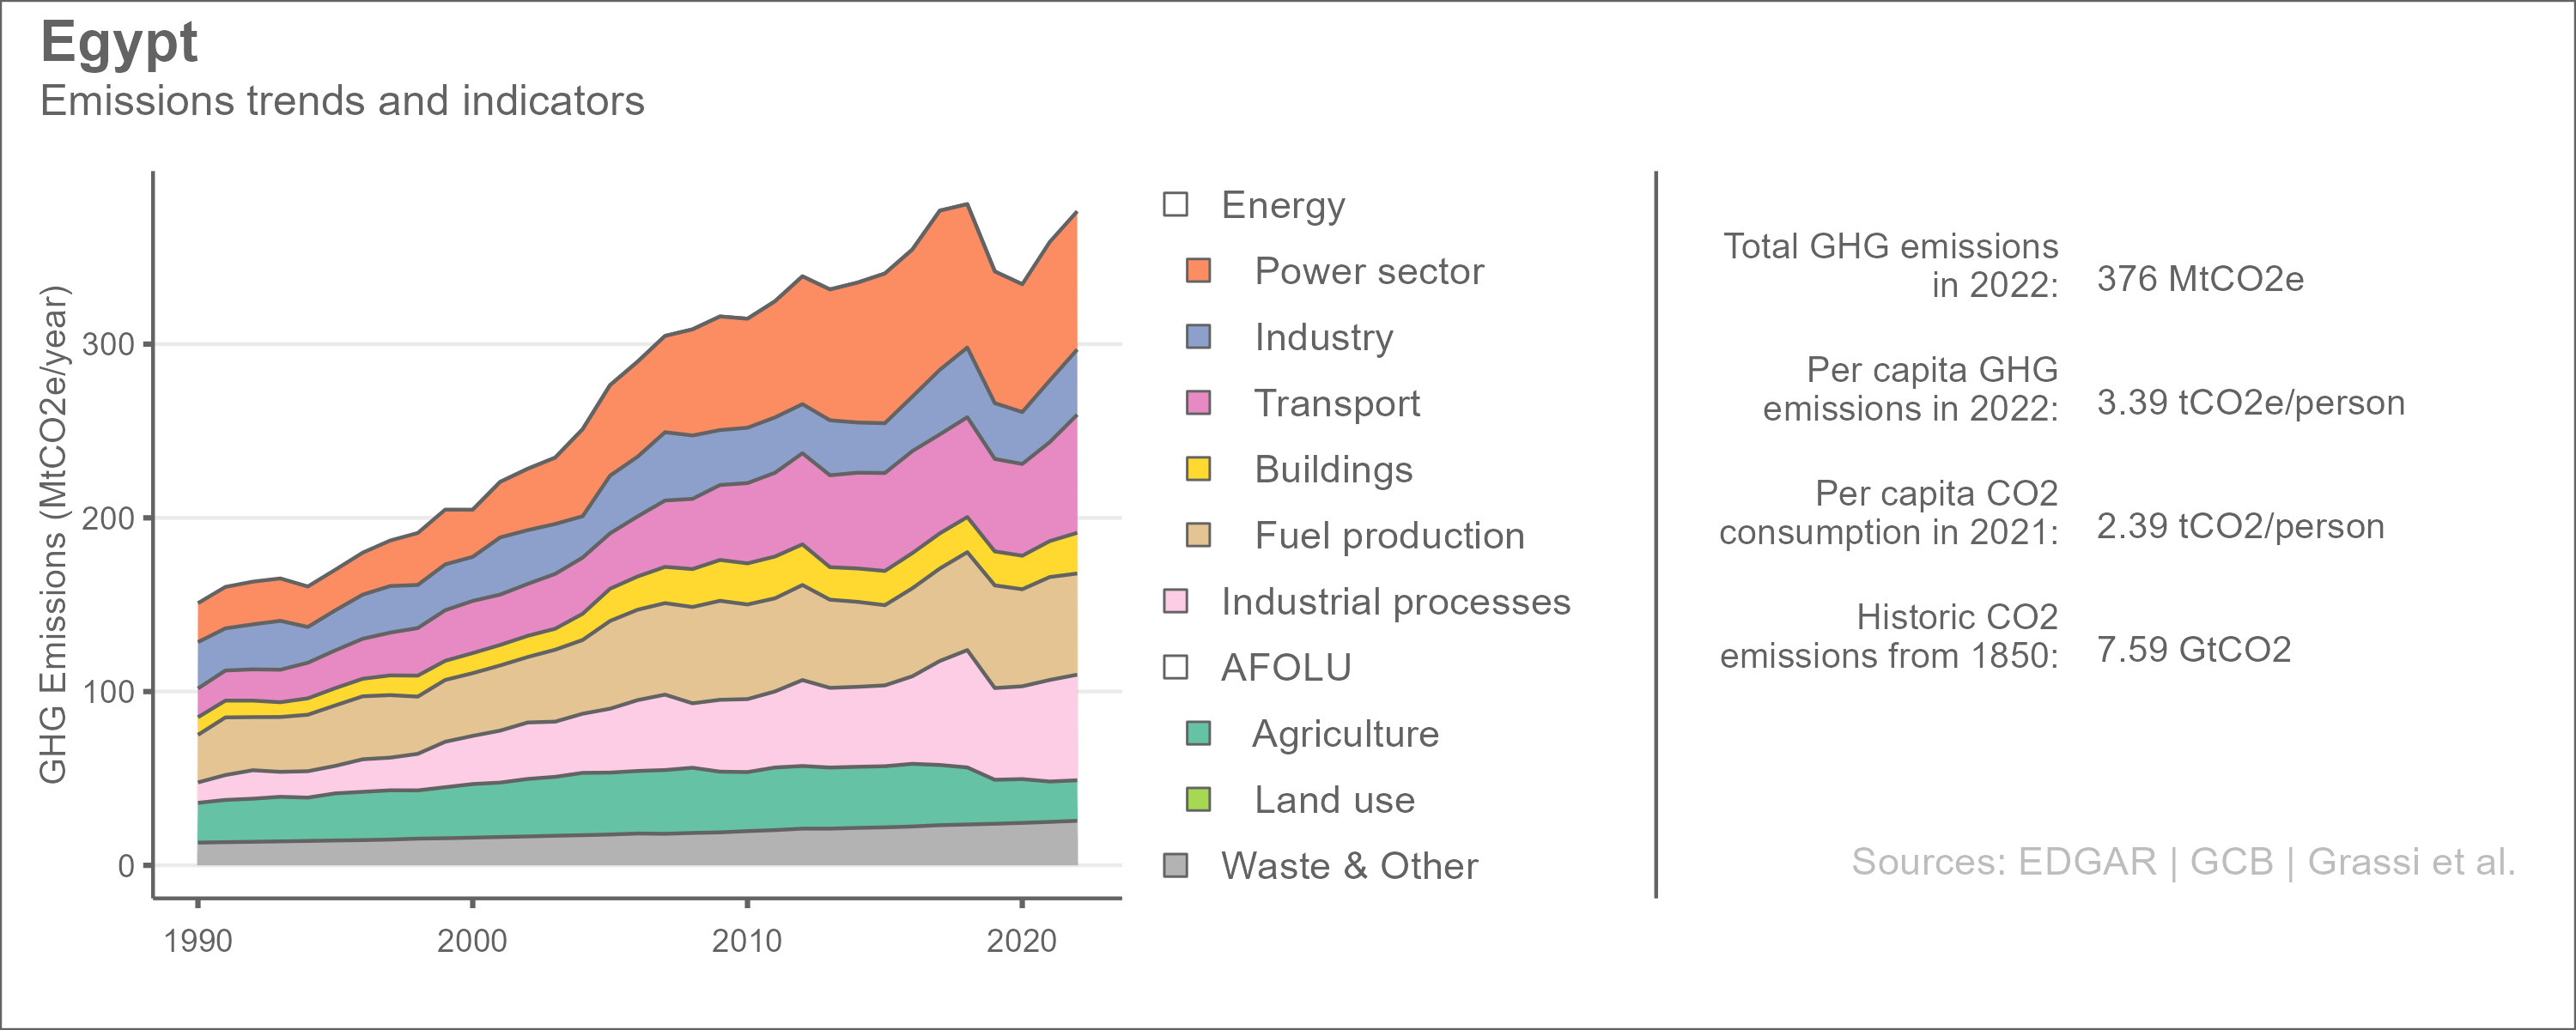 Egypt
Emissions trends and indicators
GHG Emissions (MtCO2e/year)
300
200
100
0
1990
2000
2010
2020
Energy
Power sector
Industry
Transport
Buildings
Fuel production
Industrial processes
AFOLU
Agriculture
Land use
Waste & Other
Total GHG emissions
in 2022:
376 MtCO2e
Per capita GHG
emissions in 2022:
3.39 tCO2e/person
Per capita CO2
consumption in 2021:
2.39 tCO2/person
Historic CO2
emissions from 1850:
7.59 GtCO2
Sources: EDGAR | GCB | Grassi et al.